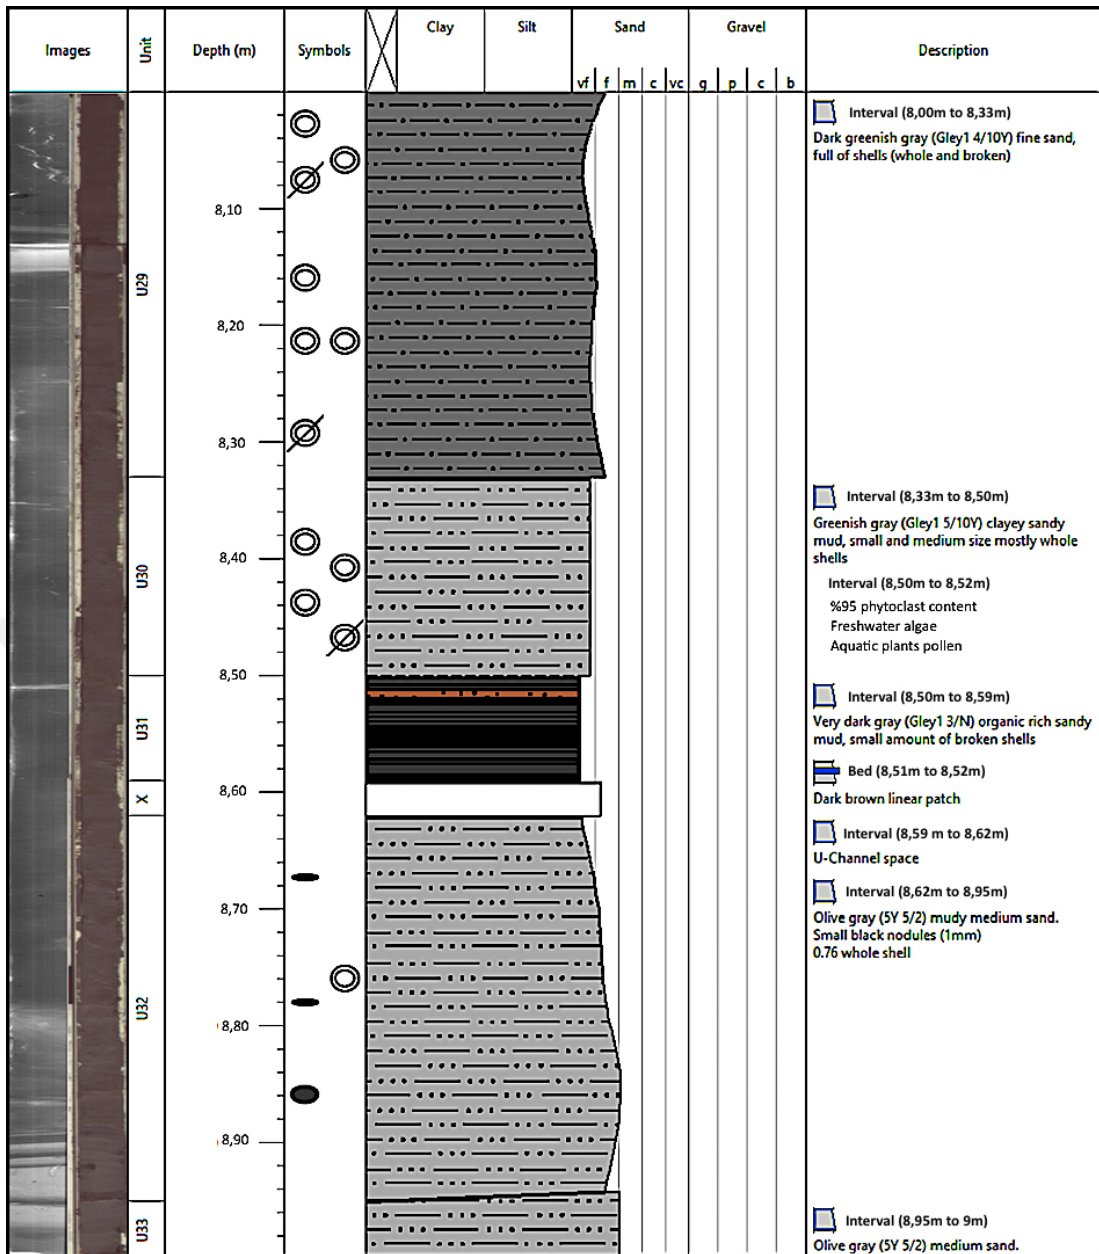 Images
Unit
Depth (m)
Symbols
Clay
Silt
Sand
Gravel
Description
vf f m c vc g p c b
Interval (8,00m to 8,33m)
Dark greenish gray (Gley1 4/10Y) fine sand,
full of shells (whole and broken)
8,10
U29
8,20
8,30
Interval (8,33m to 8,50m)
Greenish gray (Gley1 5/10Y) clayey sandy
mud, small and medium size mostly whole
shells
8,40
U30
Interval (8,50m to 8,52m)
%95 phytoclast content
Freshwater algae
Aquatic plants pollen
8,50
Interval (8,50m to 8,59m)
Very dark gray (Gley1 3/N) organic rich sandy
mud, small amount of broken shells
U31
Bed (8,51m to 8,52m)
Dark brown linear patch
8,60
X
Interval (8,59 m to 8,62m)
U-Channel space
Interval (8,62m to 8,95m)
Olive gray (5Y 5/2) mudy medium sand.
Small black nodules (1mm)
0.76 whole shell
8,70
U32
8,80
8,90
U33
Interval (8,95m to 9m)
Olive gray (5Y 5/2) medium sand.